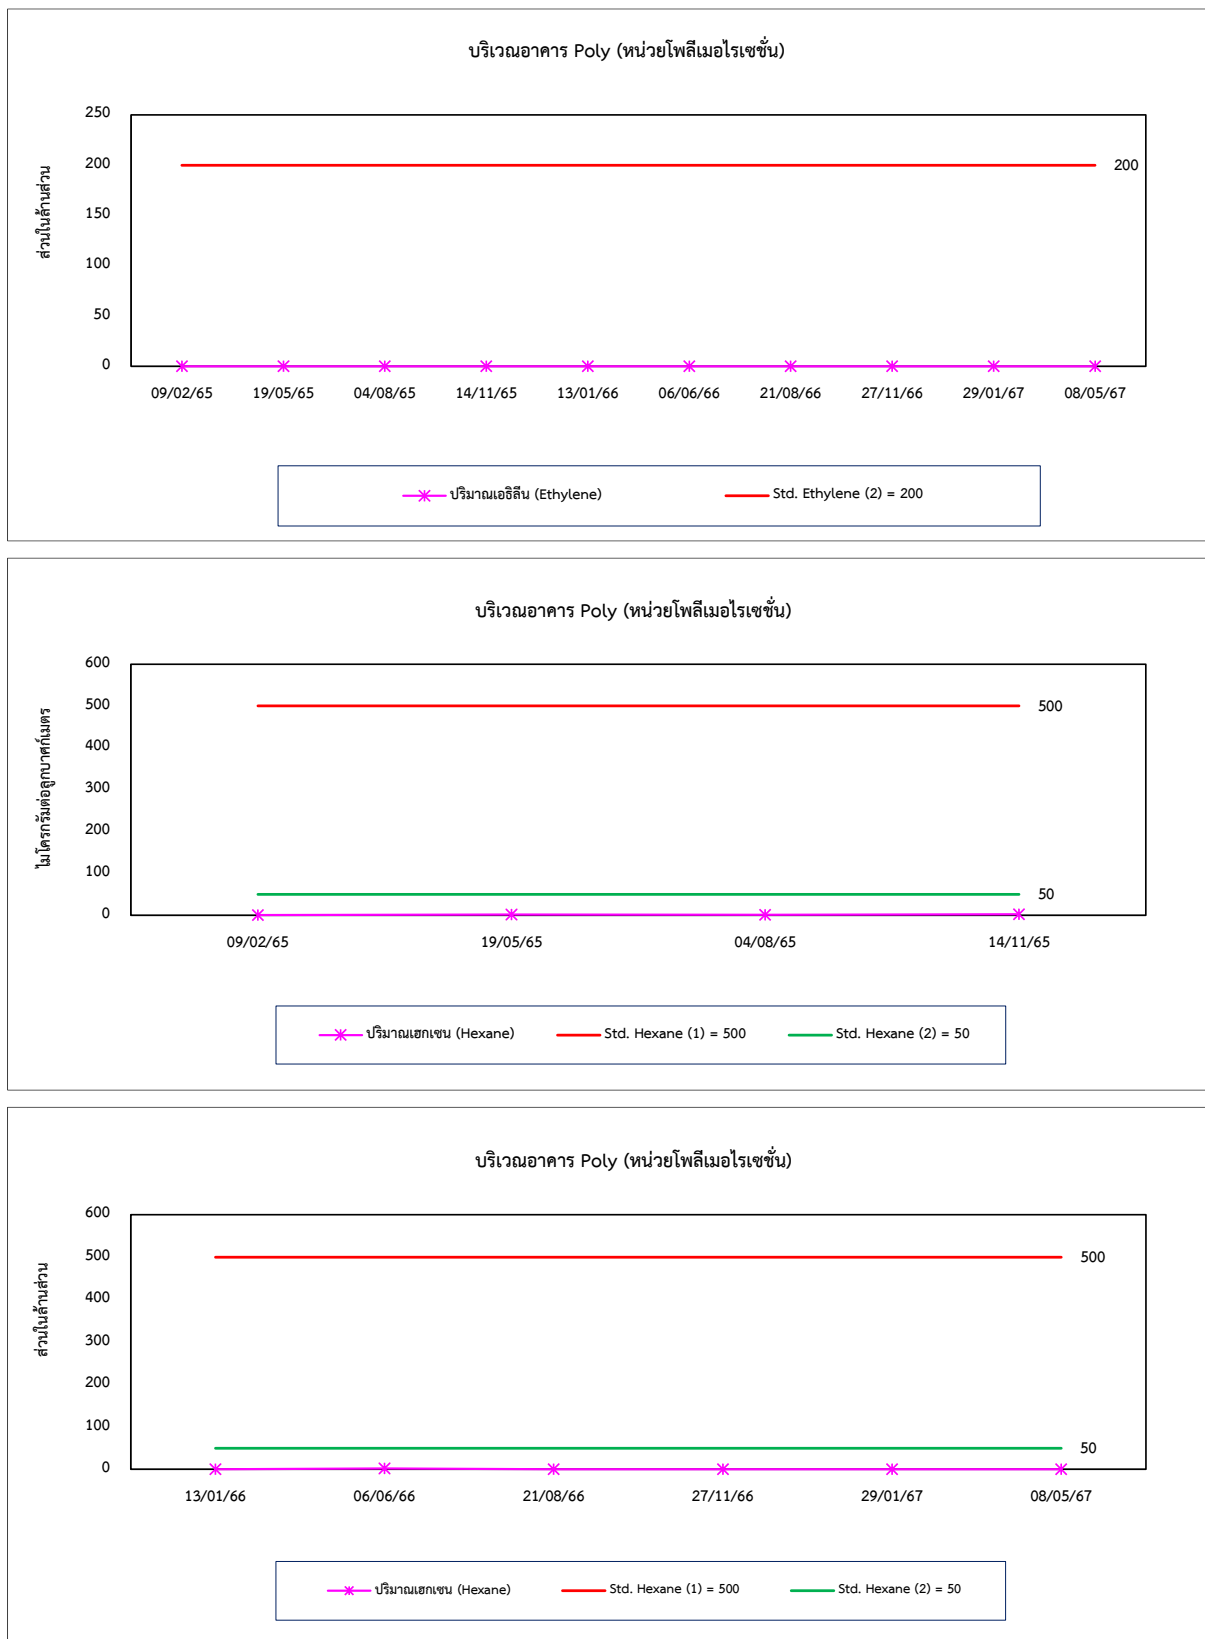 บริเวณอาคาร Poly (หน่วยโพลีเมอไรเซชั่น)
ส่วนในล้านส่วน
250
200
150
100
50
0
200
09/02/65 19/05/65 04/08/65 14/11/65 13/01/66 06/06/66 21/08/66 27/11/66 29/01/67 08/05/67
ปริมาณเอธิลีน (Ethylene) Std. Ethylene (2) = 200
บริเวณอาคาร Poly (หน่วยโพลีเมอไรเซชั่น)
ไมโครกรัมต่อลูกบาศก์เมตร
600
500
400
300
200
100
0
500
50
09/02/65 19/05/65 04/08/65 14/11/65
ปริมาณเฮกเซน (Hexane) Std. Hexane (1) = 500 Std. Hexane (2) = 50
บริเวณอาคาร Poly (หน่วยโพลีเมอไรเซชั่น)
ส่วนในล้านส่วน
600
500
400
300
200
100
0
500
50
13/01/66 06/06/66 21/08/66 27/11/66 29/01/67 08/05/67
ปริมาณเฮกเซน (Hexane) Std. Hexane (1) = 500 Std. Hexane (2) = 50